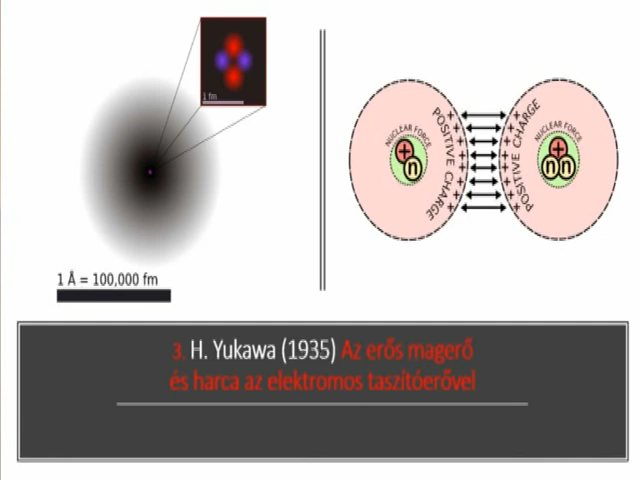 1 fm
1 Å = 100,000 fm
POSITIVE CHARGE
NUCLEAR FORCE
+
n
POSITIVE CHARGE
NUCLEAR FORCE
+
n n
3. H. Yukawa (1935) Az erős magerő
és harca az elektromos taszítóerővel